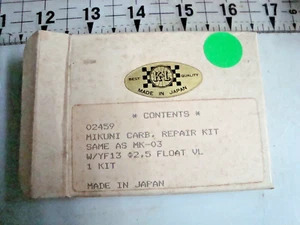 12 13 14 15 16 17
BEST K&L QUALITY
MADE IN JAPAN
* CONTENTS *
02459
MIKUNI CARB. REPAIR KIT
SAME AS MK-03
W/YF13 Φ2,5 FLOAT VL
1 KIT
MADE IN JAPAN